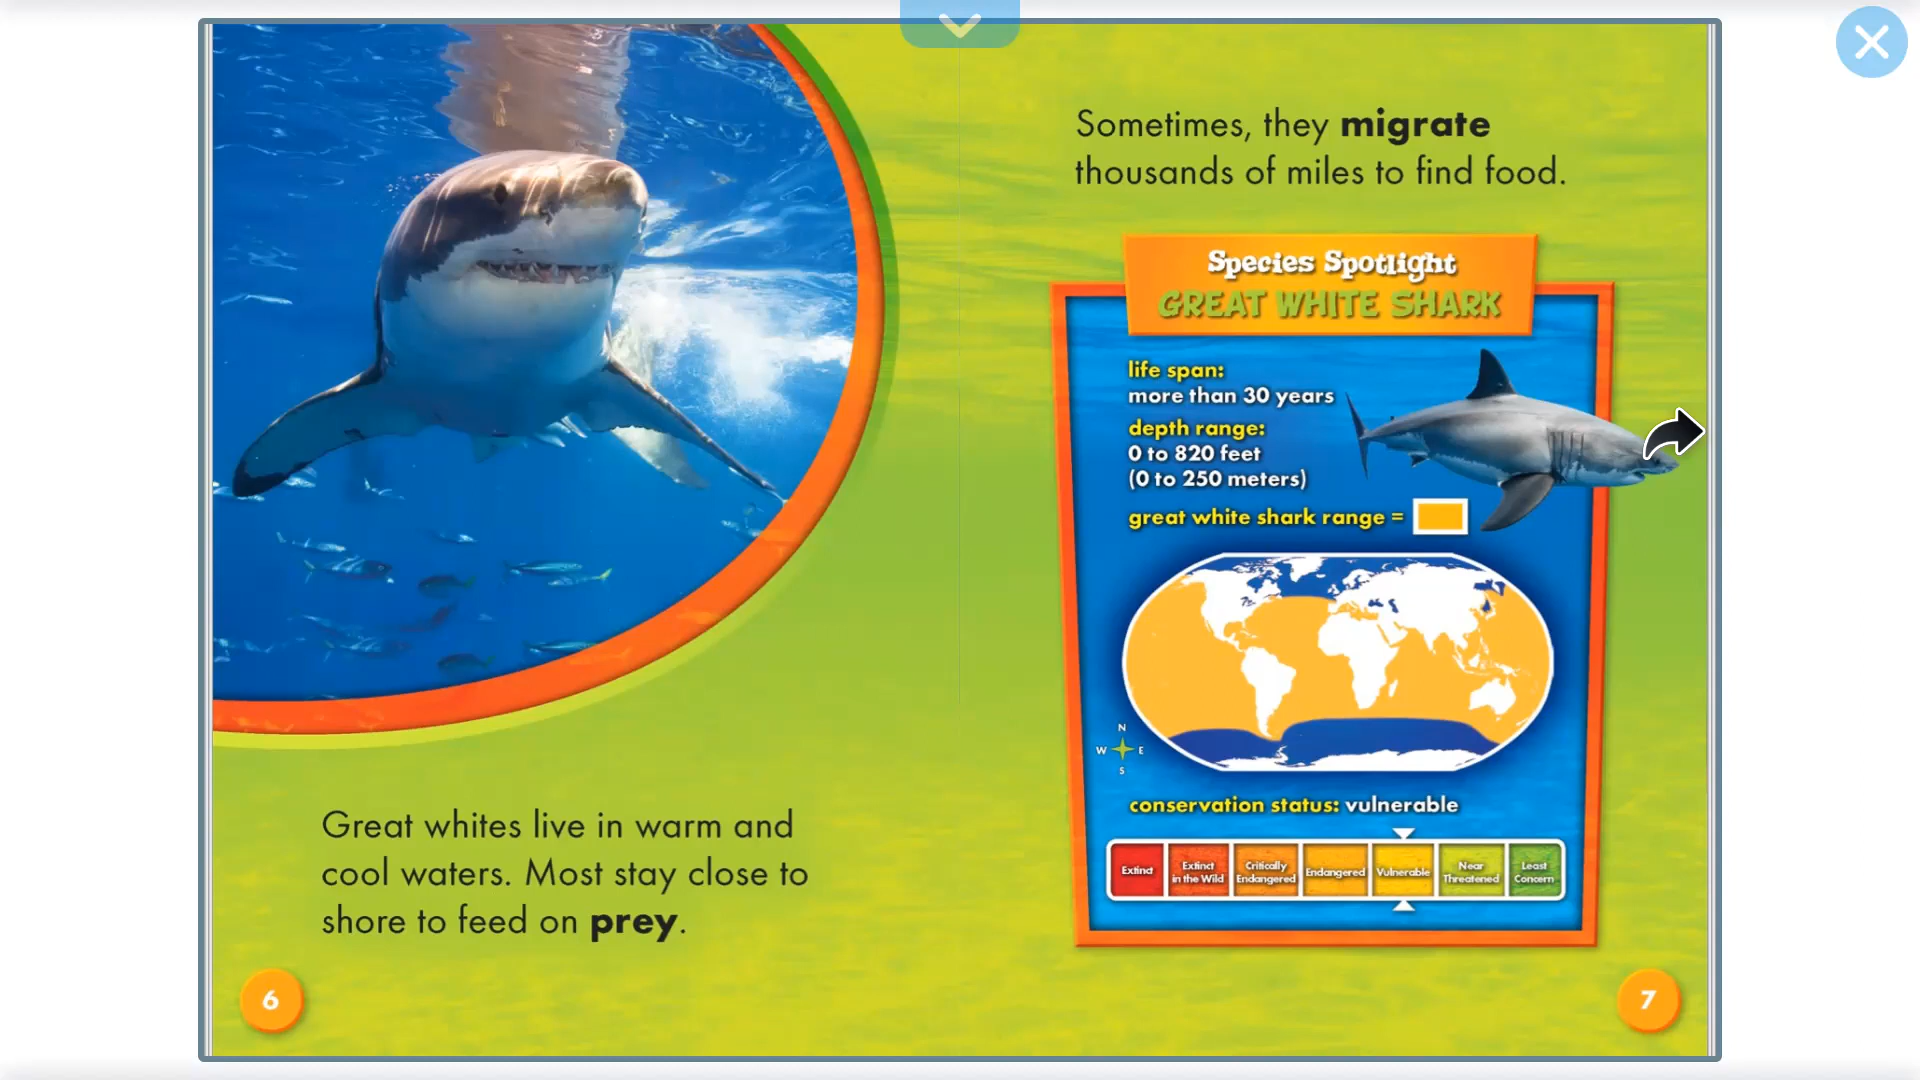 Great whites live in warm and
cool waters. Most stay close to
shore to feed on prey.
6
Sometimes, they migrate
thousands of miles to find food.
Species Spotlight
GREAT WHITE SHARK
life span:
more than 30 years
depth range:
0 to 820 feet
(0 to 250 meters)
great white shark range =
N
W E
S
conservation status: vulnerable
Extinct
Extinct
in the Wild
Critically
Endangered
Endangered
Vulnerable
Near
Threatened
Least
Concern
7